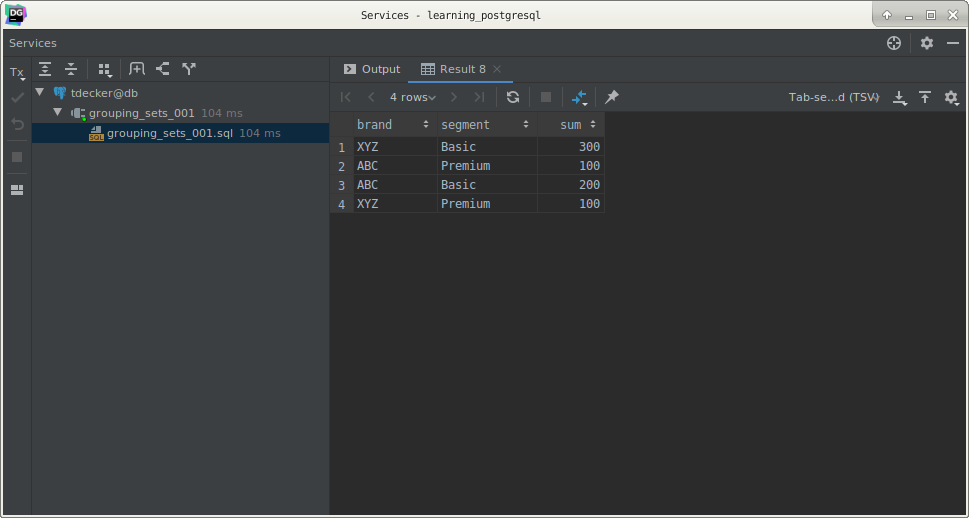 DG
Services - learning_postgresql
Services
Tx
Output
Result 8
tdecker@db
4 rows
Tab-se...d (TSV)
grouping_sets_001 104 ms
grouping_sets_001.sql 104 ms
SQL
brand segment sum
1 XYZ Basic 300
2 ABC Premium 100
3 ABC Basic 200
4 XYZ Premium 100